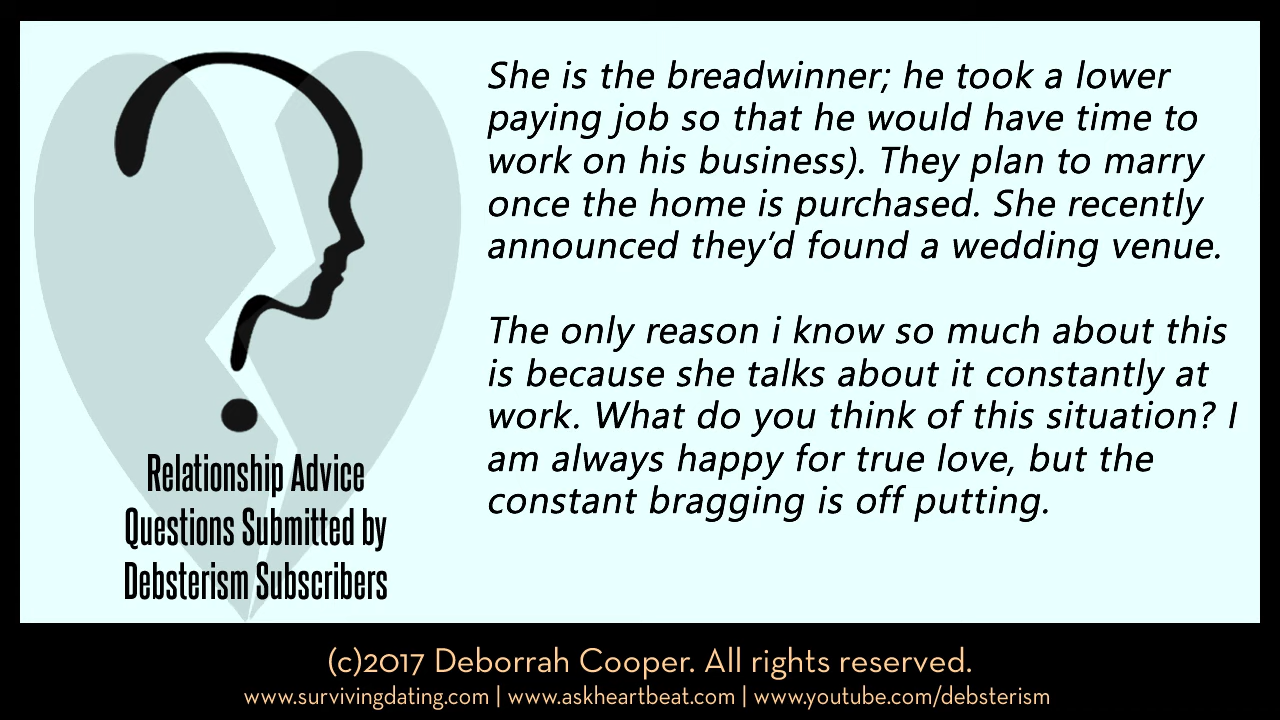 She is the breadwinner; he took a lower
paying job so that he would have time to
work on his business). They plan to marry
once the home is purchased. She recently
announced they’d found a wedding venue.
The only reason i know so much about this
is because she talks about it constantly at
work. What do you think of this situation? I
am always happy for true love, but the
constant bragging is off putting.
Relationship Advice
Questions Submitted by
Debsterism Subscribers
(c)2017 Deborrah Cooper. All rights reserved.
www.survivingdating.com | www.askheartbeat.com | www.youtube.com/debsterism